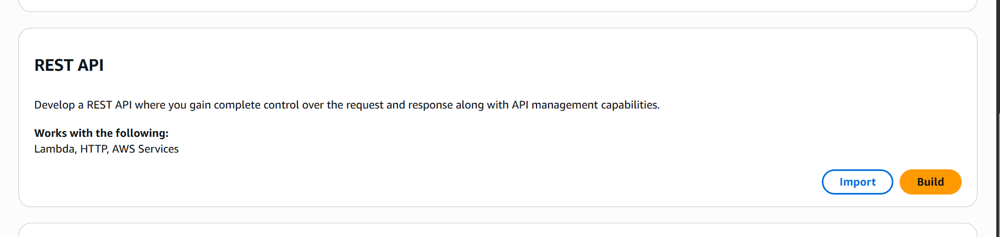 REST API
Develop a REST API where you gain complete control over the request and response along with API management capabilities.
Works with the following:
Lambda, HTTP, AWS Services
Import
Build